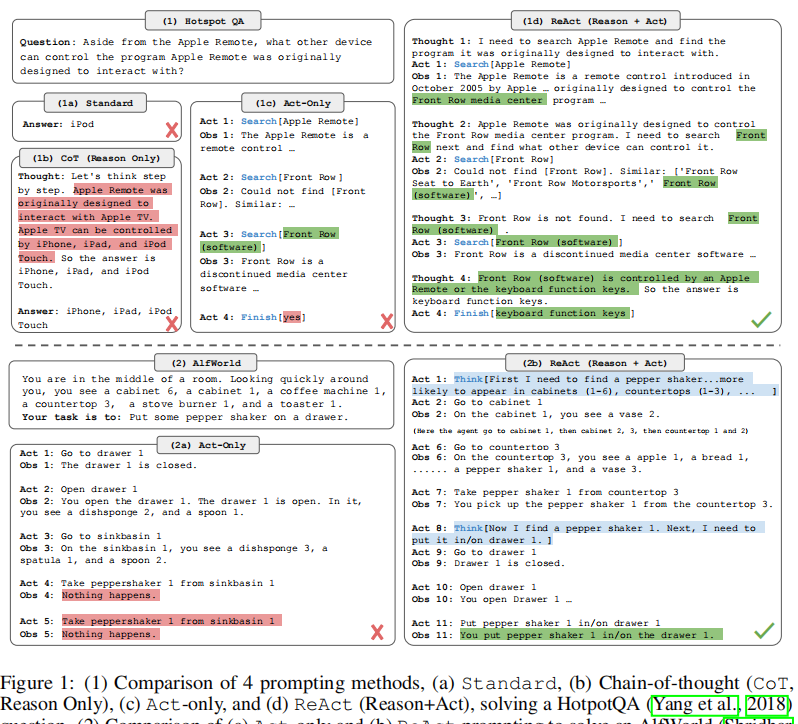 (1) Hotspot QA
Question: Aside from the Apple Remote, what other device
can control the program Apple Remote was originally
designed to interact with?
(1a) Standard
Answer: iPod
(1b) CoT (Reason Only)
Thought: Let's think step
by step. Apple Remote was
originally designed to
interact with Apple TV.
Apple TV can be controlled
by iPhone, iPad, and iPod
Touch. So the answer is
iPhone, iPad, and iPod
Touch.
Answer: iPhone, iPad, iPod
Touch
(1c) Act-Only
Act 1: Search[Apple Remote]
Obs 1: The Apple Remote is a
remote control …
Act 2: Search[Front Row]
Obs 2: Could not find [Front
Row]. Similar: …
Act 3: Search[Front Row
(software)]
Obs 3: Front Row is a
discontinued media center
software …
Act 4: Finish[yes]
(1d) ReAct (Reason + Act)
Thought 1: I need to search Apple Remote and find the
program it was originally designed to interact with.
Act 1: Search[Apple Remote]
Obs 1: The Apple Remote is a remote control introduced in
October 2005 by Apple … originally designed to control the
Front Row media center program …
Thought 2: Apple Remote was originally designed to control
the Front Row media center program. I need to search Front
Row next and find what other device can control it.
Act 2: Search[Front Row]
Obs 2: Could not find [Front Row]. Similar: ['Front Row
Seat to Earth', 'Front Row Motorsports',' Front Row
(software)', …]
Thought 3: Front Row is not found. I need to search Front
Row (software) .
Act 3: Search[Front Row (software)]
Obs 3: Front Row is a discontinued media center software …
Thought 4: Front Row (software) is controlled by an Apple
Remote or the keyboard function keys. So the answer is
keyboard function keys.
Act 4: Finish[keyboard function keys]
(2) AlfWorld
You are in the middle of a room. Looking quickly around
you, you see a cabinet 6, a cabinet 1, a coffee machine 1,
a countertop 3, a stove burner 1, and a toaster 1.
Your task is to: Put some pepper shaker on a drawer.
(2a) Act-Only
Act 1: Go to drawer 1
Obs 1: The drawer 1 is closed.
Act 2: Open drawer 1
Obs 2: You open the drawer 1. The drawer 1 is open. In it,
you see a dishsponge 2, and a spoon 1.
Act 3: Go to sinkbasin 1
Obs 3: On the sinkbasin 1, you see a dishsponge 3, a
spatula 1, and a spoon 2.
Act 4: Take peppershaker 1 from sinkbasin 1
Obs 4: Nothing happens.
Act 5: Take peppershaker 1 from sinkbasin 1
Obs 5: Nothing happens.
(2b) ReAct (Reason + Act)
Act 1: Think[First I need to find a pepper shaker...more
likely to appear in cabinets (1-6), countertops (1-3), ... ]
Act 2: Go to cabinet 1
Obs 2: On the cabinet 1, you see a vase 2.
(Here the agent go to cabinet 1, then cabinet 2, 3, then countertop 1 and 2)
Act 6: Go to countertop 3
Obs 6: On the countertop 3, you see a apple 1, a bread 1,
...... a pepper shaker 1, and a vase 3.
Act 7: Take pepper shaker 1 from countertop 3
Obs 7: You pick up the pepper shaker 1 from the countertop 3.
Act 8: Think[Now I find a pepper shaker 1. Next, I need to
put it in/on drawer 1. ]
Act 9: Go to drawer 1
Obs 9: Drawer 1 is closed.
Act 10: Open drawer 1
Obs 10: You open Drawer 1 …
Act 11: Put pepper shaker 1 in/on drawer 1
Obs 11: You put pepper shaker 1 in/on the drawer 1.
Figure 1: (1) Comparison of 4 prompting methods, (a) Standard, (b) Chain-of-thought (CoT,
Reason Only), (c) Act-only, and (d) ReAct (Reason+Act), solving a HotpotQA (Yang et al., 2018)